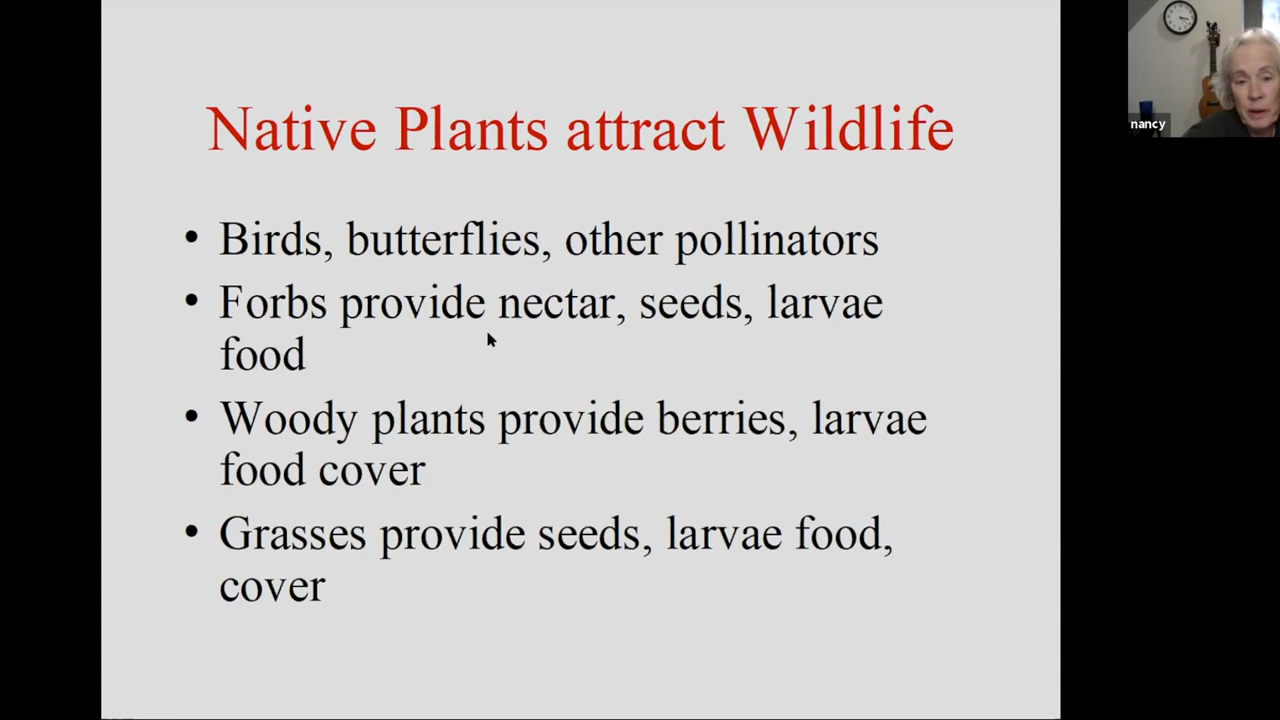 Native Plants attract Wildlife
• Birds, butterflies, other pollinators
• Forbs provide nectar, seeds, larvae
food
• Woody plants provide berries, larvae
food cover
• Grasses provide seeds, larvae food,
cover
nancy